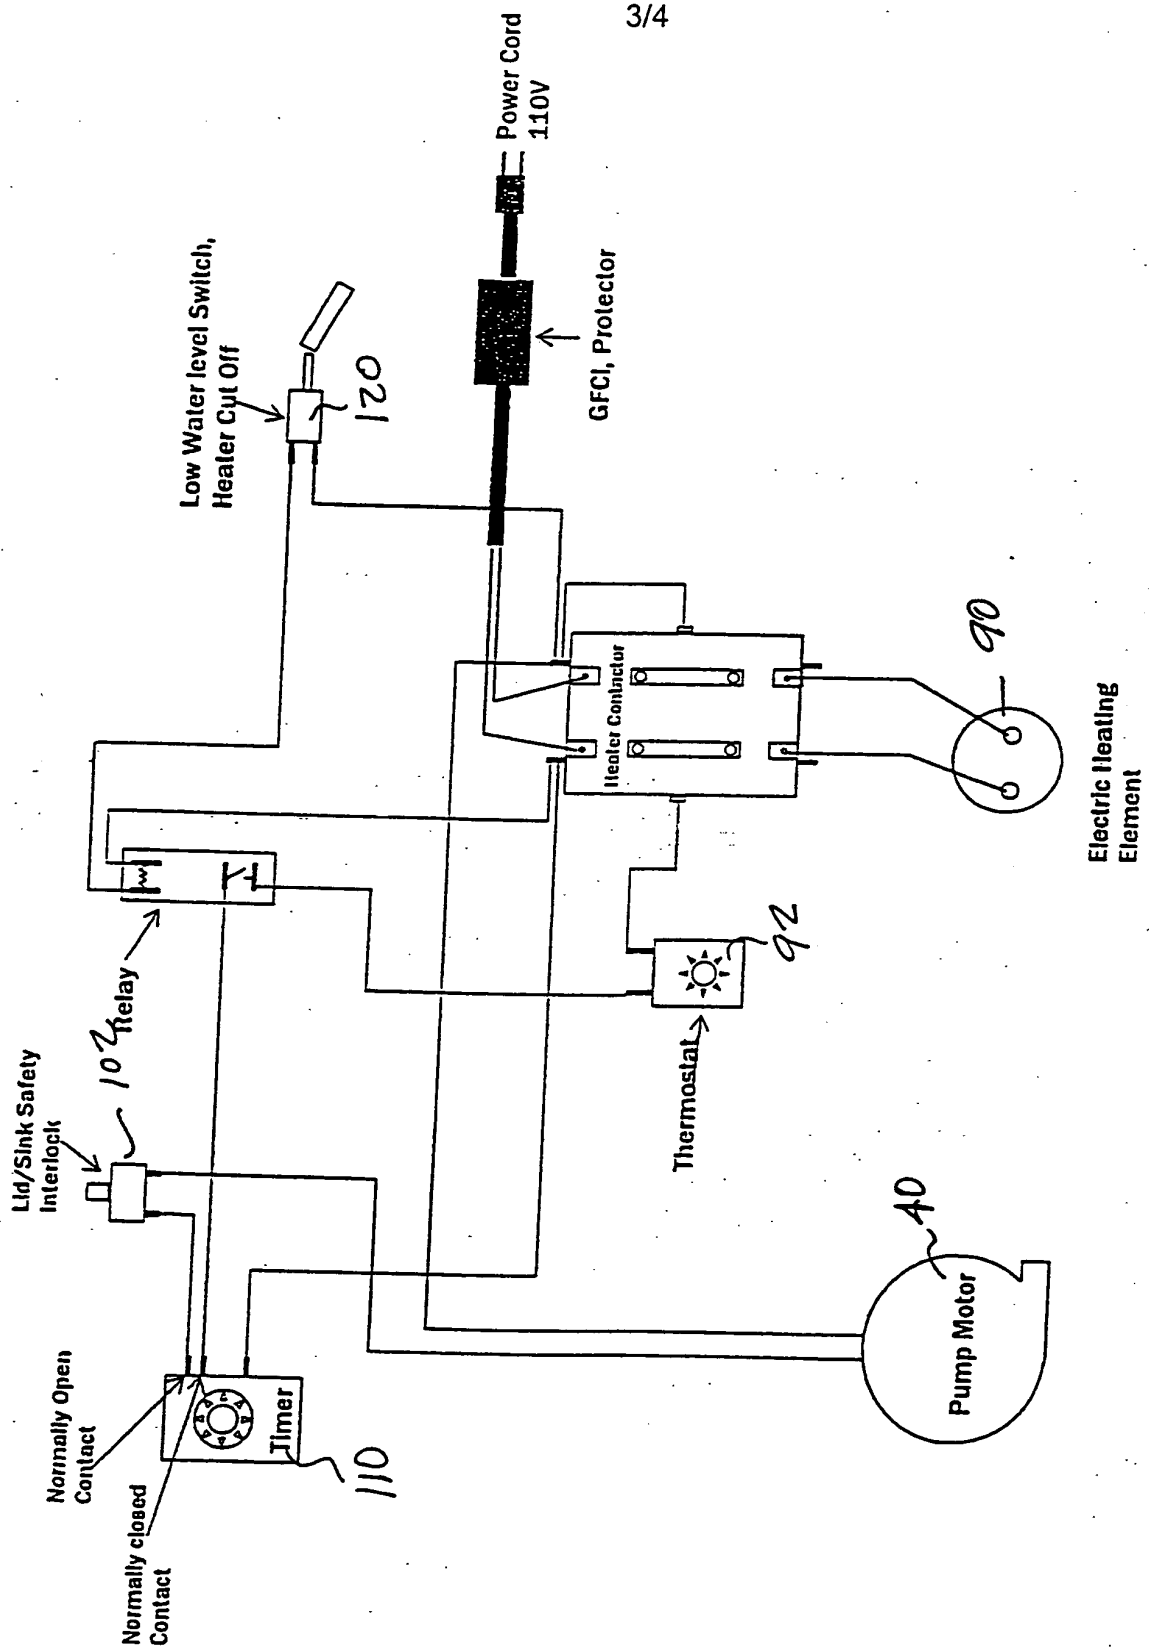 3/4
Power Cord
110V
Low Water level Switch,
Heater Cut Off
120
GFCI, Protector
Heater Contactor
90
Electric Heating
Element
Relay
102
Lid/Sink Safety
Interlock
92
Thermostat
40
Pump Motor
Normally Open
Contact
Normally closed
Contact
Timer
110